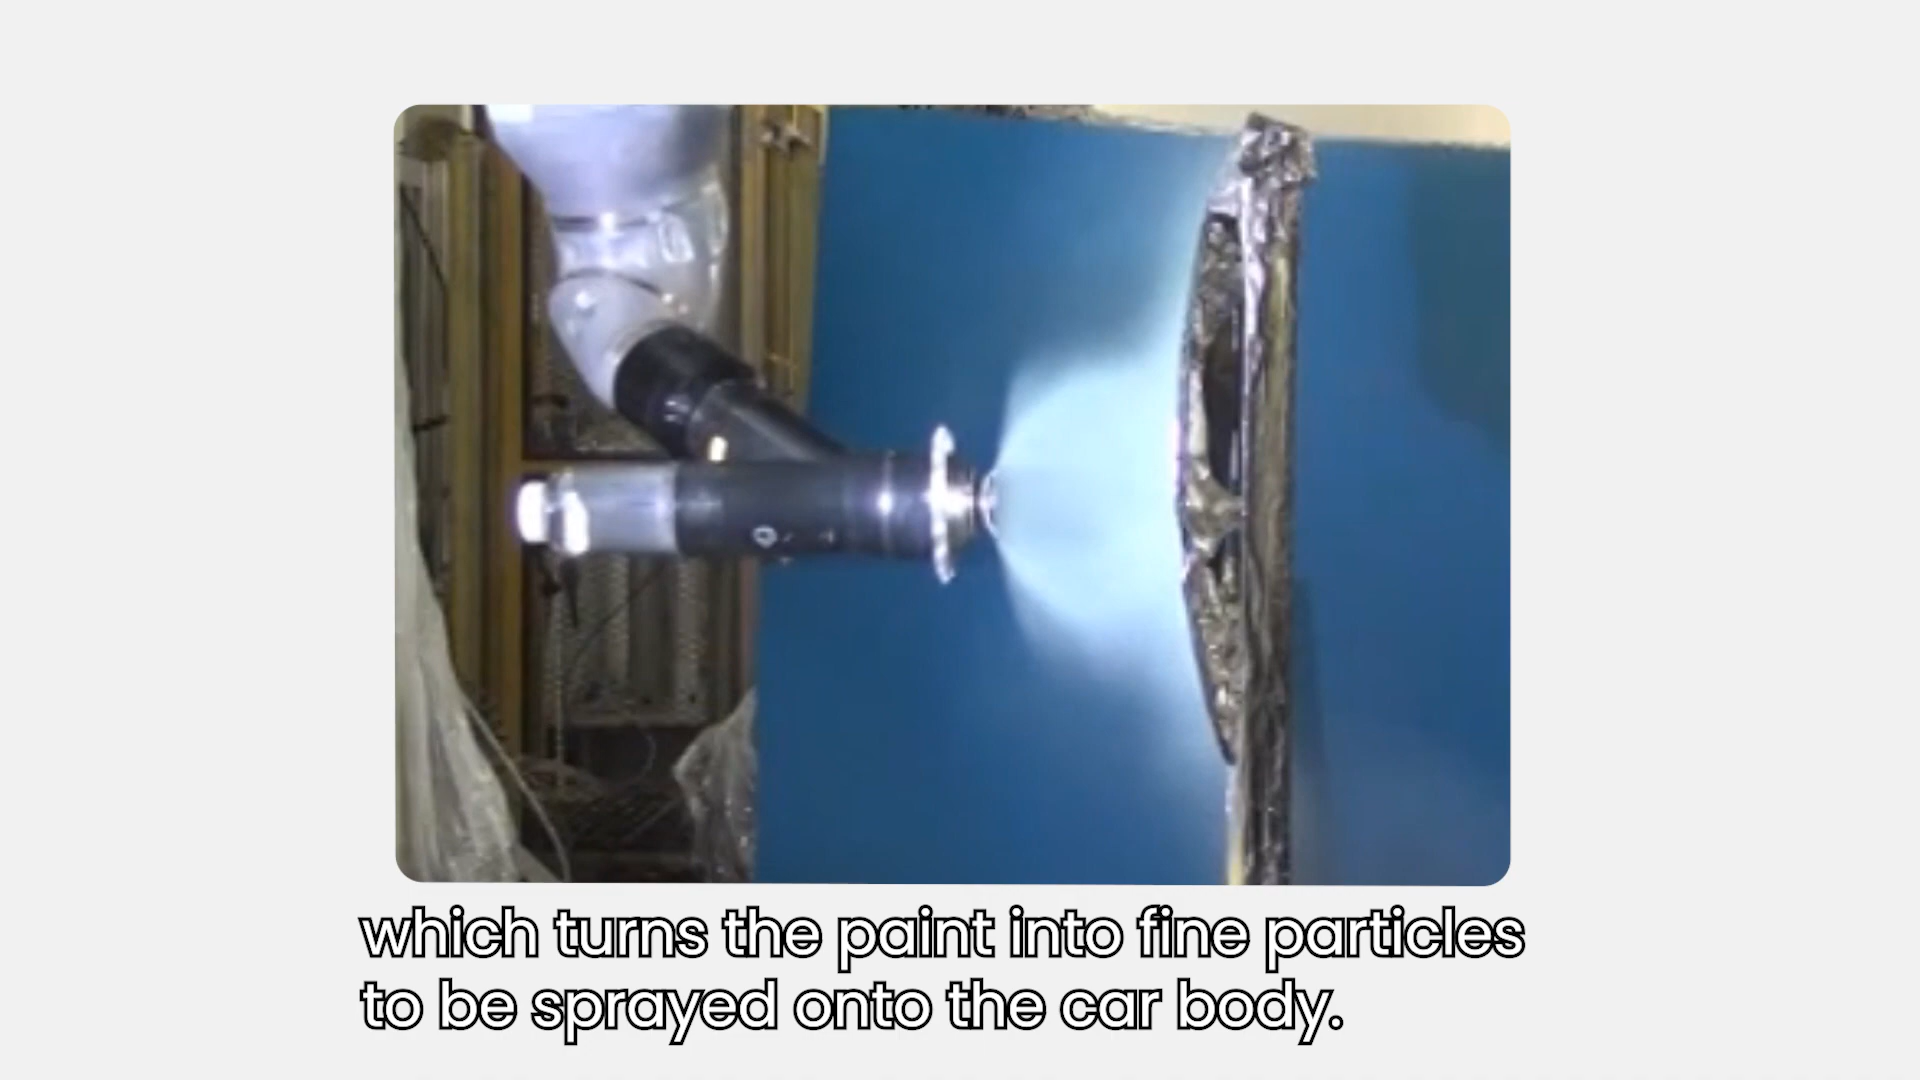 which turns the paint into fine particles
to be sprayed onto the car body.